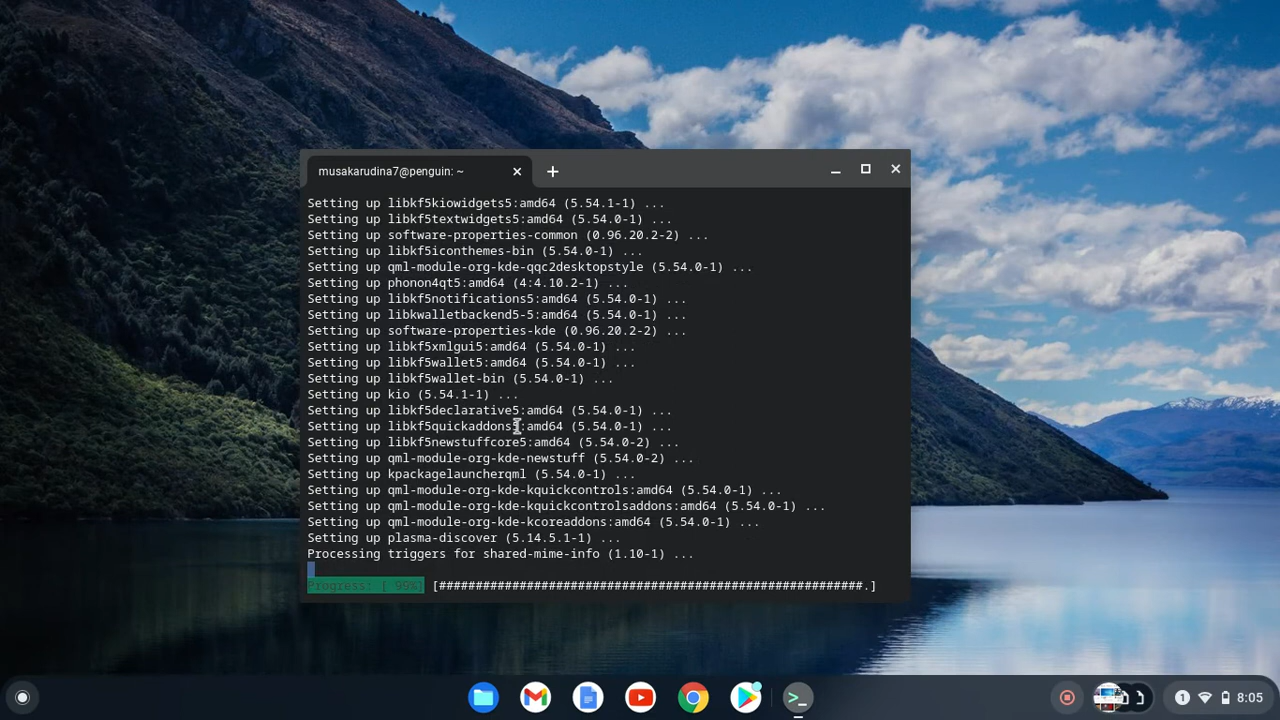 musakarudina7@penguin: ~
Setting up libkf5kiowidgets5:amd64 (5.54.1-1) ...
Setting up libkf5textwidgets5:amd64 (5.54.0-1) ...
Setting up software-properties-common (0.96.20.2-2) ...
Setting up libkf5iconthemes-bin (5.54.0-1) ...
Setting up qml-module-org-kde-qqc2desktopstyle (5.54.0-1) ...
Setting up phonon4qt5:amd64 (4:4.10.2-1) ...
Setting up libkf5notifications5:amd64 (5.54.0-1) ...
Setting up libkwalletbackend5-5:amd64 (5.54.0-1) ...
Setting up software-properties-kde (0.96.20.2-2) ...
Setting up libkf5xmlgui5:amd64 (5.54.0-1) ...
Setting up libkf5wallet5:amd64 (5.54.0-1) ...
Setting up libkf5wallet-bin (5.54.0-1) ...
Setting up kio (5.54.1-1) ...
Setting up libkf5declarative5:amd64 (5.54.0-1) ...
Setting up libkf5quickaddons5:amd64 (5.54.0-1) ...
Setting up libkf5newstuffcore5:amd64 (5.54.0-2) ...
Setting up qml-module-org-kde-newstuff (5.54.0-2) ...
Setting up kpackagelauncherqml (5.54.0-1) ...
Setting up qml-module-org-kde-kquickcontrols:amd64 (5.54.0-1) ...
Setting up qml-module-org-kde-kquickcontrolsaddons:amd64 (5.54.0-1) ...
Setting up qml-module-org-kde-kcoreaddons:amd64 (5.54.0-1) ...
Setting up plasma-discover (5.14.5.1-1) ...
Processing triggers for shared-mime-info (1.10-1) ...
Progress: [ 99%] [##########################################################.]
1 8:05